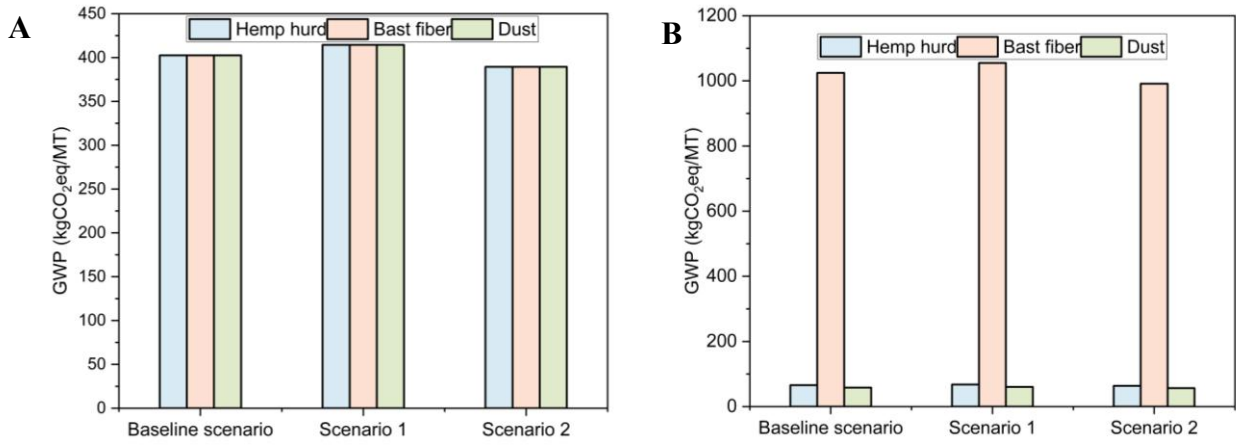 A
450
400
350
300
250
200
150
100
50
0
GWP (kgCO₂eq/MT)
Hemp hurd Bast fiber Dust
Baseline scenario Scenario 1 Scenario 2
B
1200
1000
800
600
400
200
0
GWP (kgCO₂eq/MT)
Hemp hurd Bast fiber Dust
Baseline scenario Scenario 1 Scenario 2